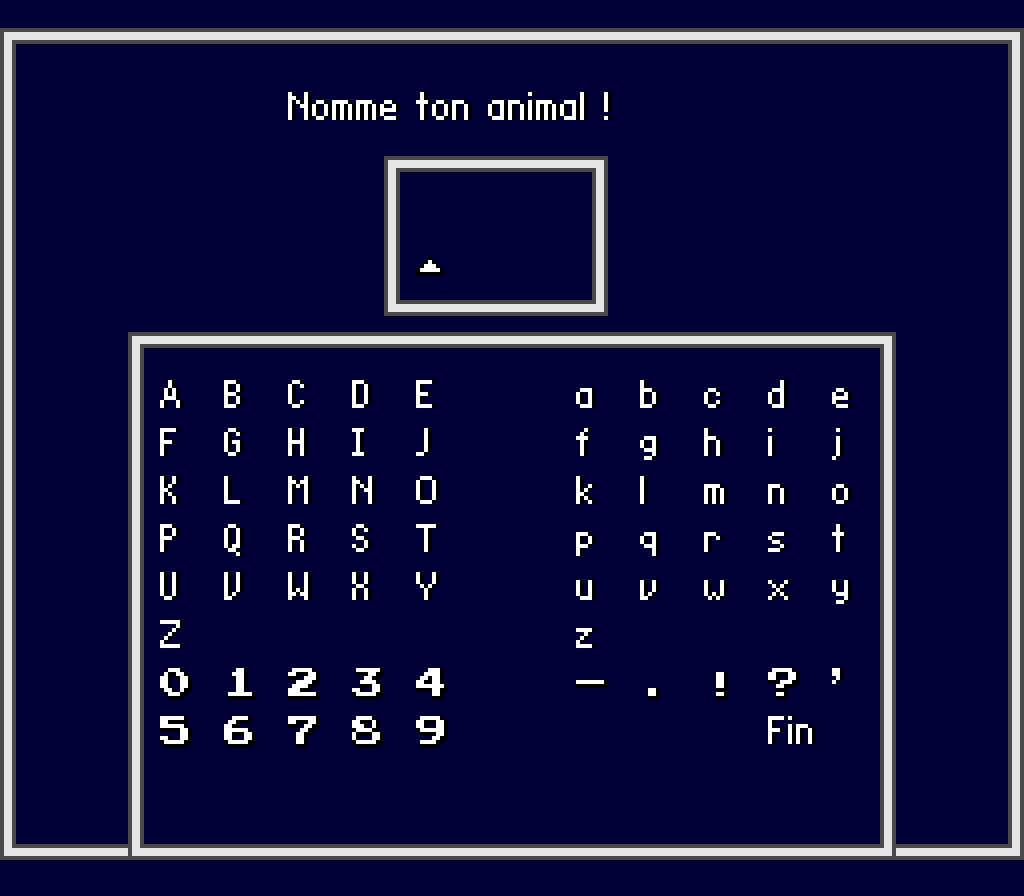 Nomme ton animal !
A B C D E a b c d e
F G H I J f g h i j
K L M N O k l m n o
P Q R S T p q r s t
U V W X Y u v w x y
Z z
0 1 2 3 4 – . ! ? ’
5 6 7 8 9 Fin